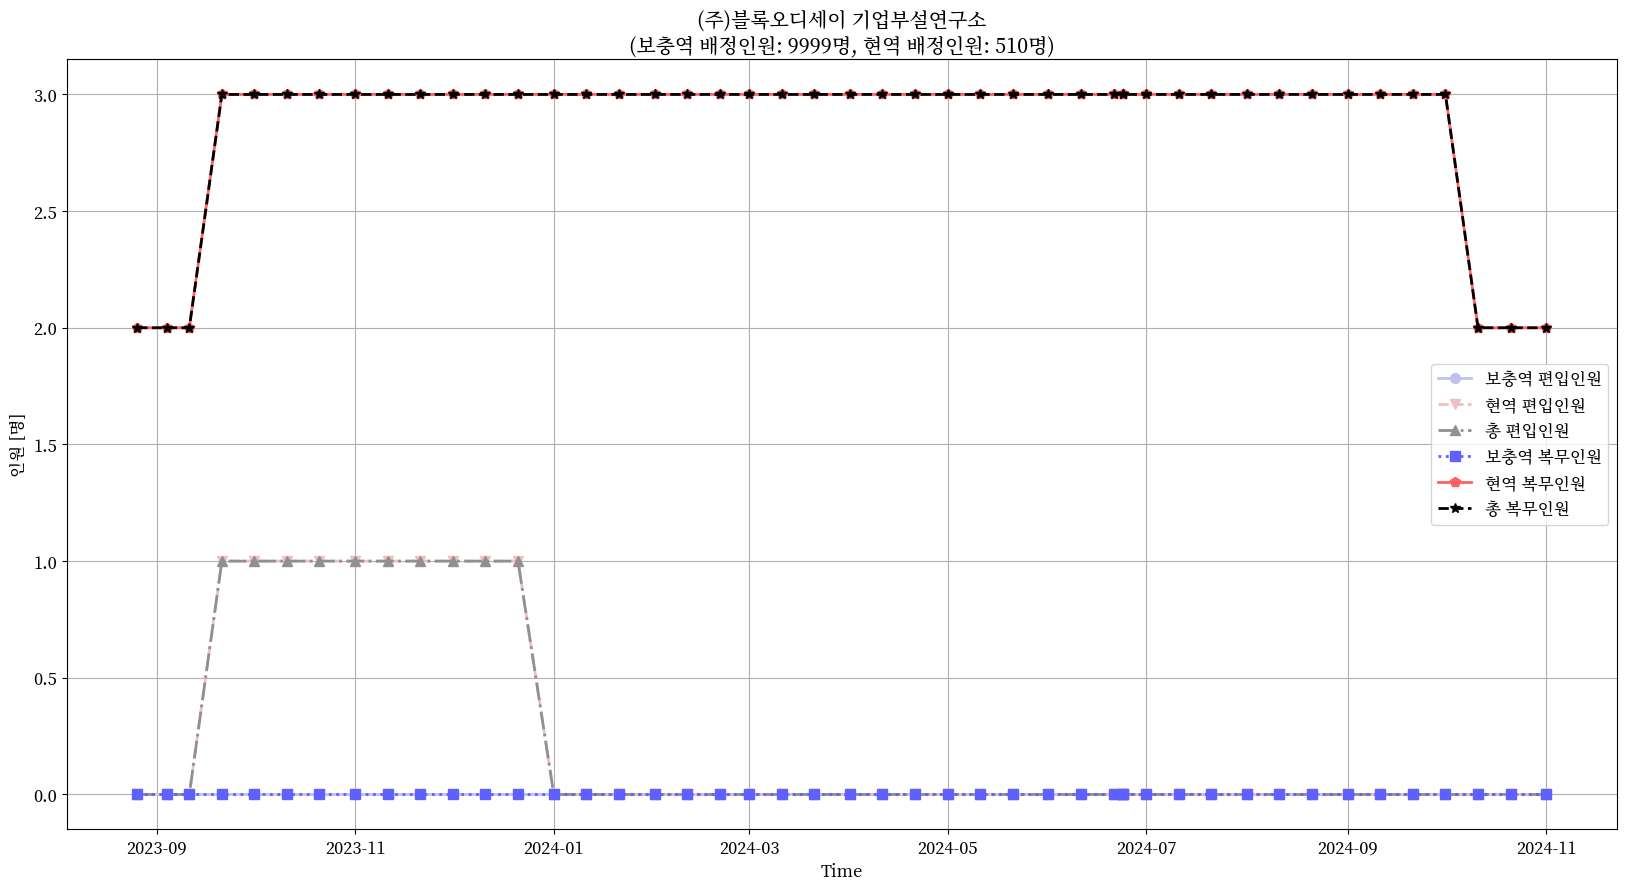 (주)블록오디세이 기업부설연구소
(보충역 배정인원: 9999명, 현역 배정인원: 510명)
3.0
2.5
2.0
1.5
1.0
0.5
0.0
인원 [명]
보충역 편입인원
현역 편입인원
총 편입인원
보충역 복무인원
현역 복무인원
총 복무인원
2023-09 2023-11 2024-01 2024-03 2024-05 2024-07 2024-09 2024-11
Time